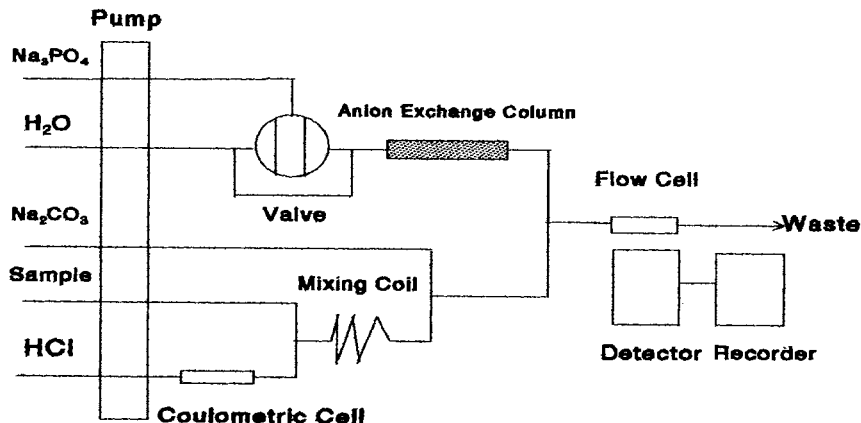 Pump
Na₃PO₄
H₂O
Anion Exchange Column
Flow Cell
Valve
Waste
Na₂CO₃
Sample
Mixing Coil
HCl
Detector Recorder
Coulometric Cell